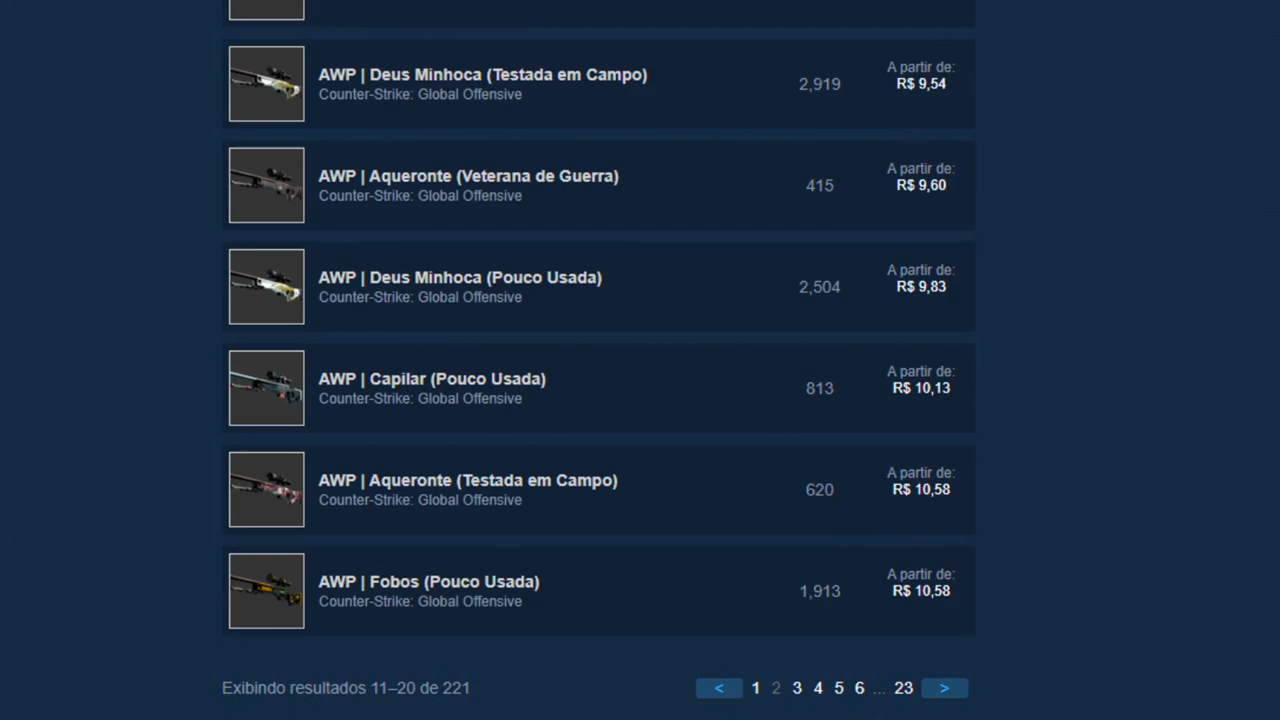 AWP | Deus Minhoca (Testada em Campo)
Counter-Strike: Global Offensive
2,919
A partir de:
R$ 9,54
AWP | Aqueronte (Veterana de Guerra)
Counter-Strike: Global Offensive
415
A partir de:
R$ 9,60
AWP | Deus Minhoca (Pouco Usada)
Counter-Strike: Global Offensive
2,504
A partir de:
R$ 9,83
AWP | Capilar (Pouco Usada)
Counter-Strike: Global Offensive
813
A partir de:
R$ 10,13
AWP | Aqueronte (Testada em Campo)
Counter-Strike: Global Offensive
620
A partir de:
R$ 10,58
AWP | Fobos (Pouco Usada)
Counter-Strike: Global Offensive
1,913
A partir de:
R$ 10,58
Exibindo resultados 11–20 de 221
< 1 2 3 4 5 6 ... 23 >